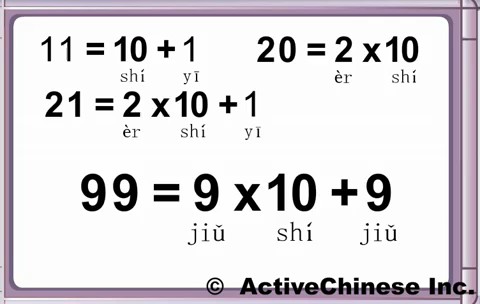 11 = 10 + 1 20 = 2 x 10
shí yī èr shí
21 = 2 x 10 + 1
èr shí yī
99 = 9 x 10 + 9
jiǔ shí jiǔ
© ActiveChinese Inc.